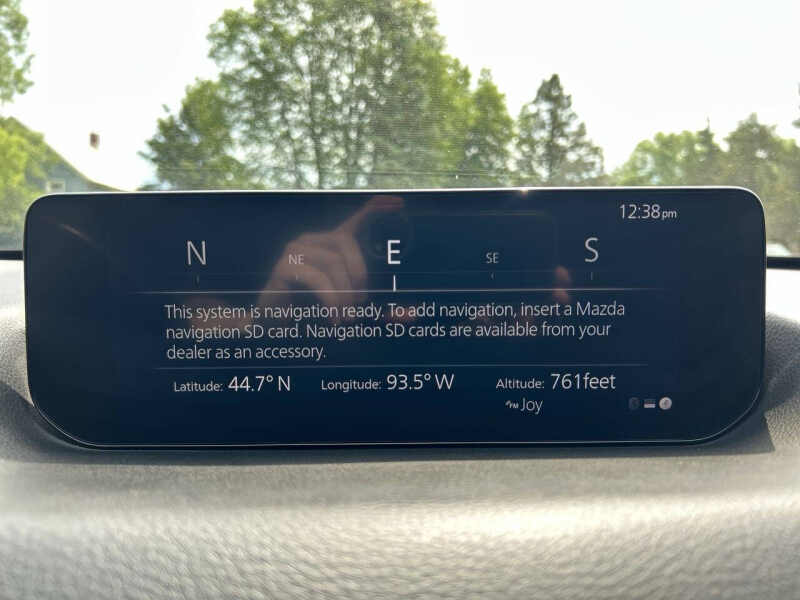 12:38pm
N NE E SE S
This system is navigation ready. To add navigation, insert a Mazda
navigation SD card. Navigation SD cards are available from your
dealer as an accessory.
Latitude: 44.7° N Longitude: 93.5° W Altitude: 761feet
FM Joy